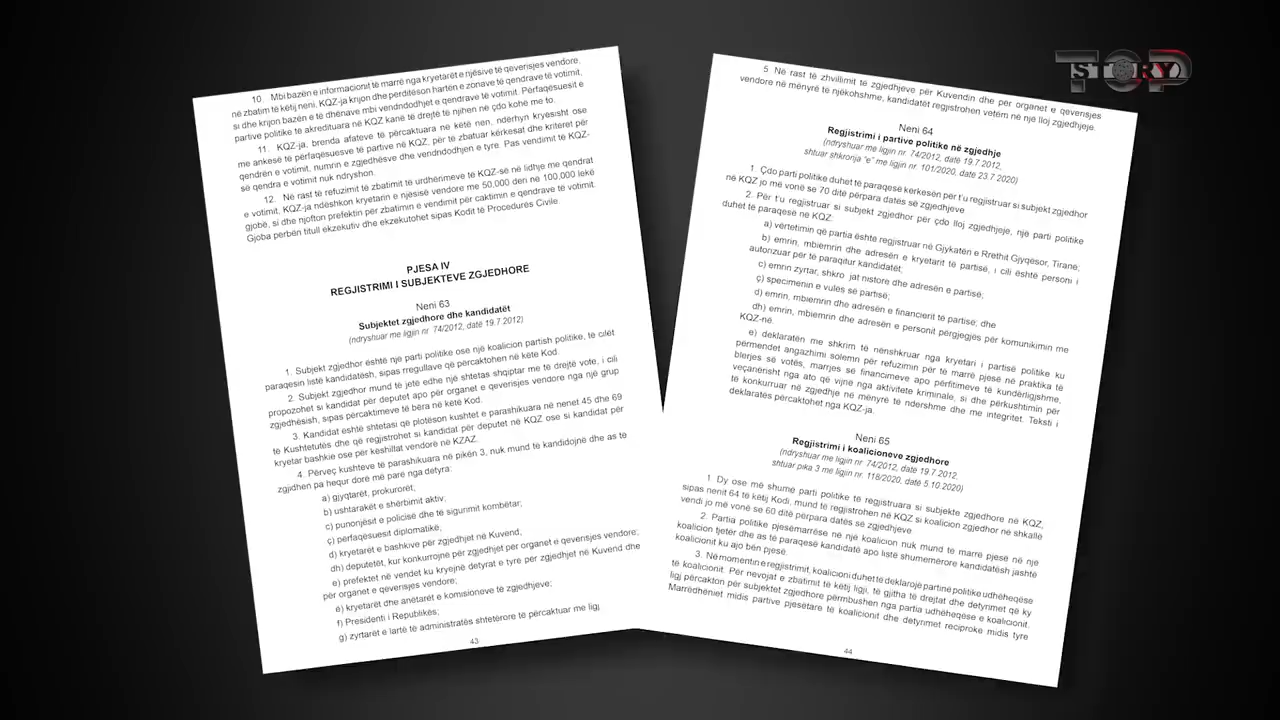 10. Mbi bazën e informacionit të marrë nga kryetarët e njësive të qeverisjes vendore,
në zbatim të këtij neni, KQZ-ja krijon dhe përditëson hartën e zonave të qendrave të votimit,
si dhe krijon bazën e të dhënave mbi vendndodhjet e qendrave të votimit. Përfaqësuesit e
partive politike të akredituara në KQZ kanë të drejtë të njihen në çdo kohë me to.
11. KQZ-ja, brenda afateve të përcaktuara në këtë nen, ndërhyn kryesisht ose
me ankesë të përfaqësuesve të partive në KQZ, për të zbatuar kërkesat dhe kriteret për
qendrën e votimit, numrin e zgjedhësve dhe vendndodhjen e tyre. Pas vendimit të KQZ-
së qendra e votimit nuk ndryshon.
12. Në rast të refuzimit të zbatimit të urdhërimeve të KQZ-së në lidhje me qendrat
e votimit, KQZ-ja ndëshkon kryetarin e njësisë vendore me 50,000 deri në 100,000 lekë
gjobë, si dhe njofton prefektin për zbatimin e vendimit për caktimin e qendrave të votimit.
Gjoba përbën titull ekzekutiv dhe ekzekutohet sipas Kodit të Procedurës Civile.
PJESA IV
REGJISTRIMI I SUBJEKTEVE ZGJEDHORE
Neni 63
Subjektet zgjedhore dhe kandidatët
(ndryshuar me ligjin nr. 74/2012, datë 19.7.2012)
1. Subjekt zgjedhor është një parti politike ose një koalicion partish politike, të cilët
paraqesin listë kandidatësh, sipas rregullave që përcaktohen në këtë Kod.
2. Subjekt zgjedhor mund të jetë edhe një shtetas shqiptar me të drejtë vote, i cili
propozohet si kandidat për deputet apo për organet e qeverisjes vendore nga një grup
zgjedhësish, sipas përcaktimeve të bëra në këtë Kod.
3. Kandidat është shtetasi që plotëson kushtet e parashikuara në nenet 45 dhe 69
të Kushtetutës dhe që regjistrohet si kandidat për deputet në KQZ ose si kandidat për
kryetar bashkie ose për këshillat vendorë në KZAZ.
4. Përveç kushteve të parashikuara në pikën 3, nuk mund të kandidojnë dhe as të
zgjidhen pa hequr dorë më parë nga detyra:
a) gjyqtarët, prokurorët;
b) ushtarakët e shërbimit aktiv;
c) punonjësit e policisë dhe të sigurimit kombëtar;
ç) përfaqësuesit diplomatikë;
d) kryetarët e bashkive për zgjedhjet në Kuvend,
dh) deputetët, kur konkurrojnë për zgjedhjet për organet e qeverisjes vendore;
e) prefektët në vendet ku kryejnë detyrat e tyre për zgjedhjet në Kuvend dhe
për organet e qeverisjes vendore;
ë) kryetarët dhe anëtarët e komisioneve të zgjedhjeve;
f) Presidenti i Republikës;
g) zyrtarët e lartë të administratës shtetërore të përcaktuar me ligj
43
TOP
STORY
5. Në rast të zhvillimit të zgjedhjeve për Kuvendin dhe për organet e qeverisjes
vendore në mënyrë të njëkohshme, kandidatët regjistrohen vetëm në një lloj zgjedhjeje.
Neni 64
Regjistrimi i partive politike në zgjedhje
(ndryshuar me ligjin nr. 74/2012, datë 19.7.2012,
shtuar shkronja "e" me ligjin nr. 101/2020, datë 23.7.2020)
1. Çdo parti politike duhet të paraqesë kërkesën për t'u regjistruar si subjekt zgjedhor
në KQZ jo më vonë se 70 ditë përpara datës së zgjedhjeve.
2. Për t'u regjistruar si subjekt zgjedhor për çdo lloj zgjedhjeje, një parti politike
duhet të paraqesë në KQZ:
a) vërtetimin që partia është regjistruar në Gjykatën e Rrethit Gjyqësor, Tiranë;
b) emrin, mbiemrin dhe adresën e kryetarit të partisë, i cili është personi i
autorizuar për të paraqitur kandidatët;
c) emrin zyrtar, shkro jat nistore dhe adresën e partisë;
ç) specimenin e vulës së partisë;
d) emrin, mbiemrin dhe adresën e financierit të partisë; dhe
dh) emrin, mbiemrin dhe adresën e personit përgjegjës për komunikimin me
KQZ-në.
e) deklaratën me shkrim të nënshkruar nga kryetari i partisë politike ku
përmendet angazhimi solemn për refuzimin për të marrë pjesë në praktika të
blerjes së votës, marrjes së financimeve apo përfitimeve të kundërligjshme,
veçanërisht nga ato që vijnë nga aktivitete kriminale, si dhe përkushtimin për
të konkurruar në zgjedhje në mënyrë të ndershme dhe me integritet. Teksti i
deklaratës përcaktohet nga KQZ-ja.
Neni 65
Regjistrimi i koalicioneve zgjedhore
(ndryshuar me ligjin nr. 74/2012, datë 19.7.2012,
shtuar pika 3 me ligjin nr. 118/2020, datë 5.10.2020)
1. Dy ose më shumë parti politike të regjistruara si subjekte zgjedhore në KQZ,
sipas nenit 64 të këtij Kodi, mund të regjistrohen në KQZ si koalicion zgjedhor në shkallë
vendi jo më vonë se 60 ditë përpara datës së zgjedhjeve.
2. Partia politike pjesëmarrëse në një koalicion nuk mund të marrë pjesë në një
koalicion tjetër dhe as të paraqesë kandidatë apo listë shumemërore kandidatësh jashtë
koalicionit ku ajo bën pjesë.
3. Në momentin e regjistrimit, koalicioni duhet të deklarojë partinë politike udhëheqëse
të koalicionit. Për nevojat e zbatimit të këtij ligji, të gjitha të drejtat dhe detyrimet që ky
ligj përcakton për subjektet zgjedhore përmbushen nga partia udhëheqëse e koalicionit.
Marrëdhëniet midis partive pjesëtare të koalicionit dhe detyrimet reciproke midis tyre
44